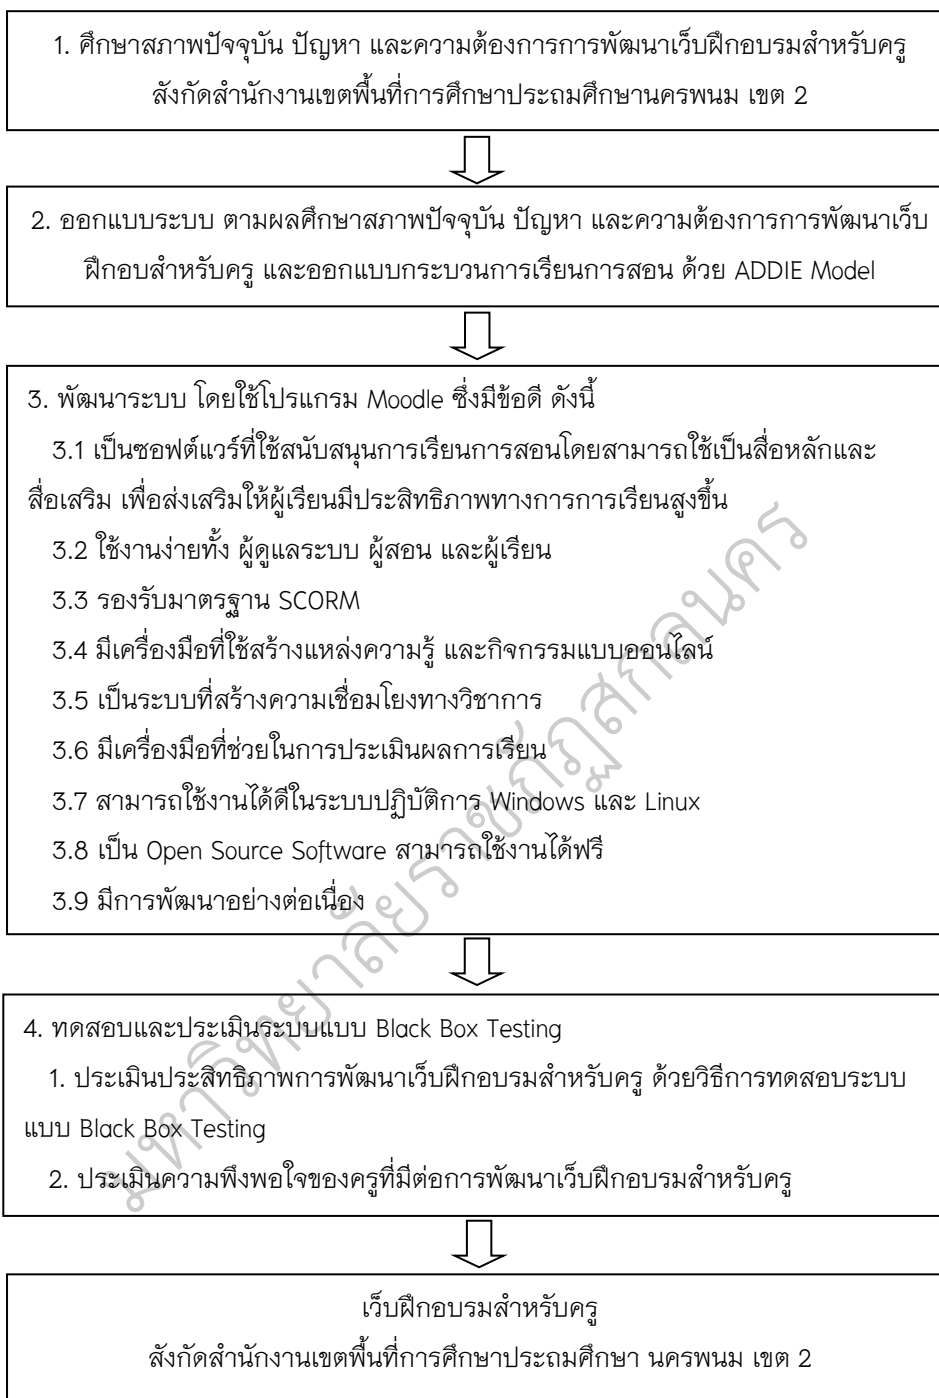 1. ศึกษาสภาพปัจจุบัน ปัญหา และความต้องการการพัฒนาเว็บฝึกอบรมสำหรับครู
สังกัดสำนักงานเขตพื้นที่การศึกษาประถมศึกษานครพนม เขต 2
2. ออกแบบระบบ ตามผลศึกษาสภาพปัจจุบัน ปัญหา และความต้องการการพัฒนาเว็บ
ฝึกอบสำหรับครู และออกแบบกระบวนการเรียนการสอน ด้วย ADDIE Model
3. พัฒนาระบบ โดยใช้โปรแกรม Moodle ซึ่งมีข้อดี ดังนี้
3.1 เป็นซอฟต์แวร์ที่ใช้สนับสนุนการเรียนการสอนโดยสามารถใช้เป็นสื่อหลักและ
สื่อเสริม เพื่อส่งเสริมให้ผู้เรียนมีประสิทธิภาพทางการการเรียนสูงขึ้น
3.2 ใช้งานง่ายทั้ง ผู้ดูแลระบบ ผู้สอน และผู้เรียน
3.3 รองรับมาตรฐาน SCORM
3.4 มีเครื่องมือที่ใช้สร้างแหล่งความรู้ และกิจกรรมแบบออนไลน์
3.5 เป็นระบบที่สร้างความเชื่อมโยงทางวิชาการ
3.6 มีเครื่องมือที่ช่วยในการประเมินผลการเรียน
3.7 สามารถใช้งานได้ดีในระบบปฏิบัติการ Windows และ Linux
3.8 เป็น Open Source Software สามารถใช้งานได้ฟรี
3.9 มีการพัฒนาอย่างต่อเนื่อง
4. ทดสอบและประเมินระบบแบบ Black Box Testing
1. ประเมินประสิทธิภาพการพัฒนาเว็บฝึกอบรมสำหรับครู ด้วยวิธีการทดสอบระบบ
แบบ Black Box Testing
2. ประเมินความพึงพอใจของครูที่มีต่อการพัฒนาเว็บฝึกอบรมสำหรับครู
เว็บฝึกอบรมสำหรับครู
สังกัดสำนักงานเขตพื้นที่การศึกษาประถมศึกษา นครพนม เขต 2
มหาวิทยาลัยราชภัฏสกลนคร